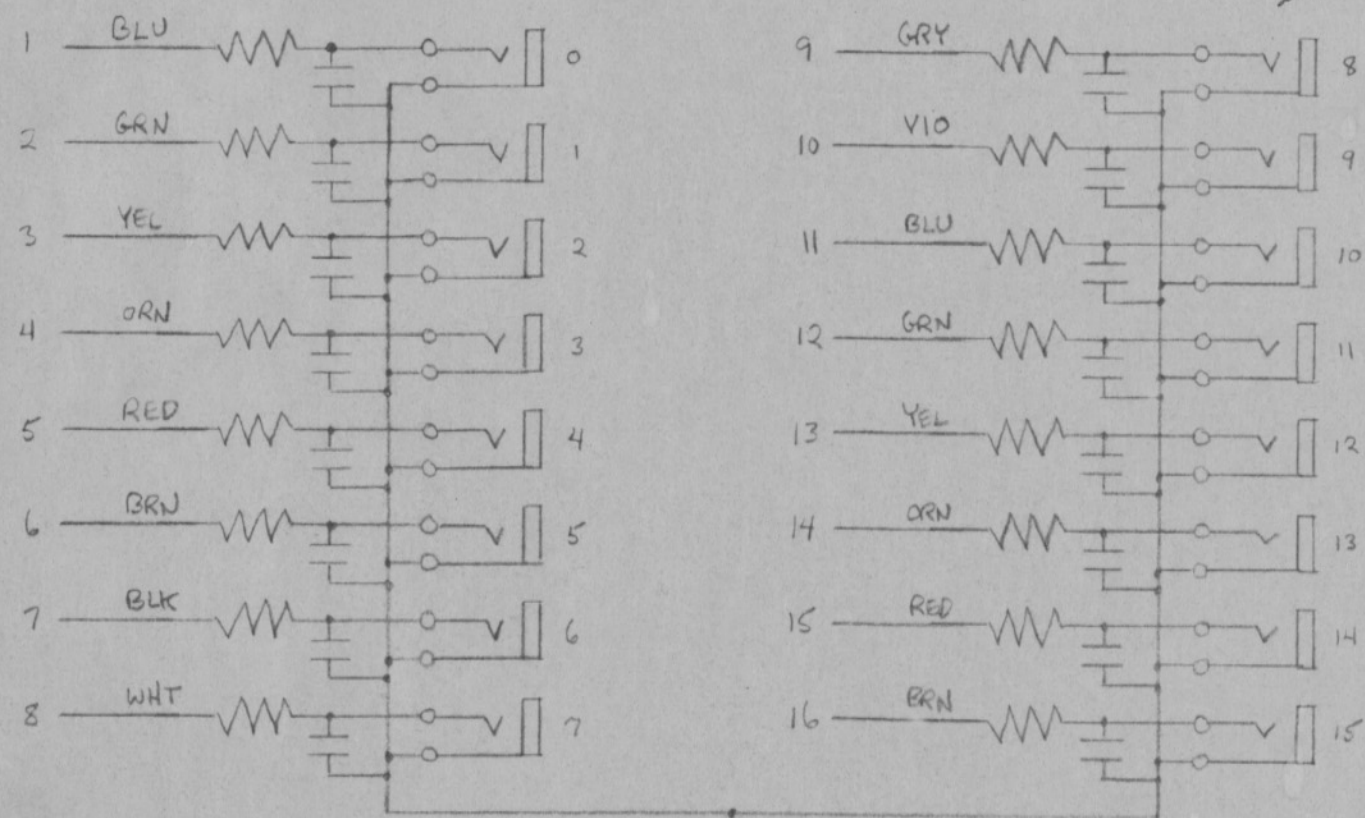 1 BLU 0
2 GRN 1
3 YEL 2
4 ORN 3
5 RED 4
6 BRN 5
7 BLK 6
8 WHT 7
9 GRY 8
10 VIO 9
11 BLU 10
12 GRN 11
13 YEL 12
14 ORN 13
15 RED 14
16 BRN 15